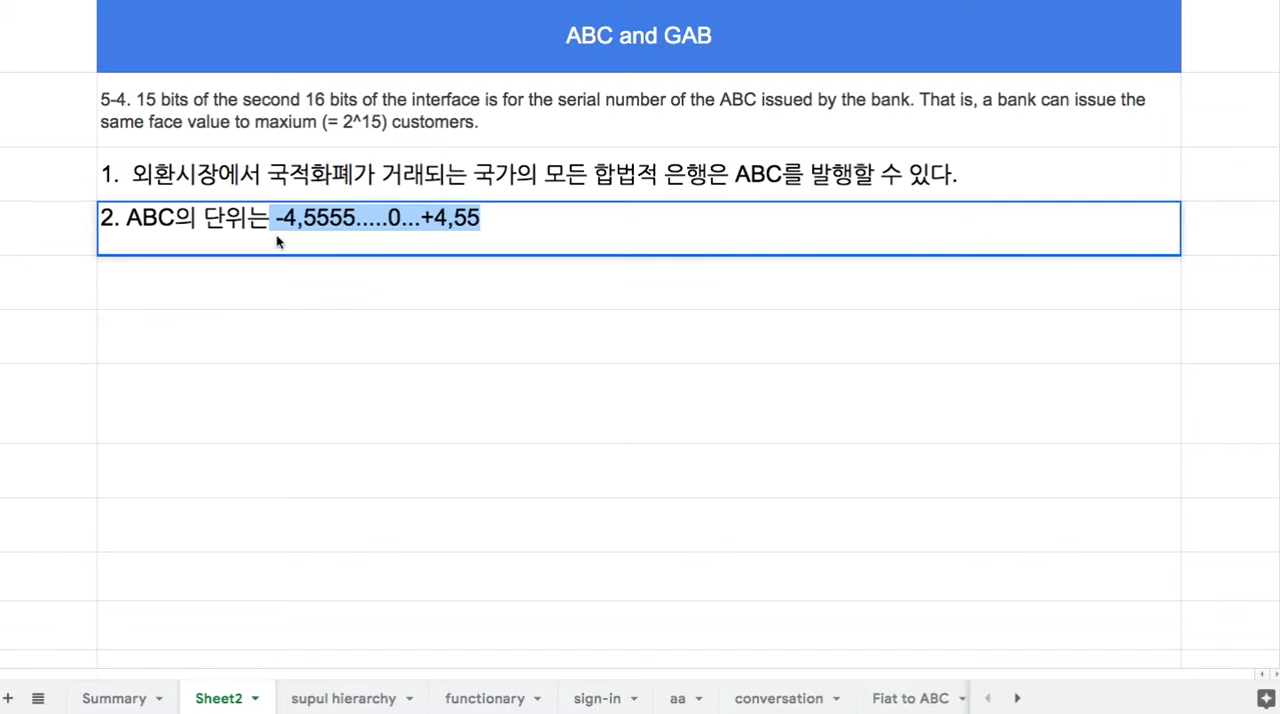 ABC and GAB
5-4. 15 bits of the second 16 bits of the interface is for the serial number of the ABC issued by the bank. That is, a bank can issue the
same face value to maxium (= 2^15) customers.
1. 외환시장에서 국적화폐가 거래되는 국가의 모든 합법적 은행은 ABC를 발행할 수 있다.
2. ABC의 단위는 -4,5555.....0...+4,55
+ Summary Sheet2 supul hierarchy functionary sign-in aa conversation Fiat to ABC